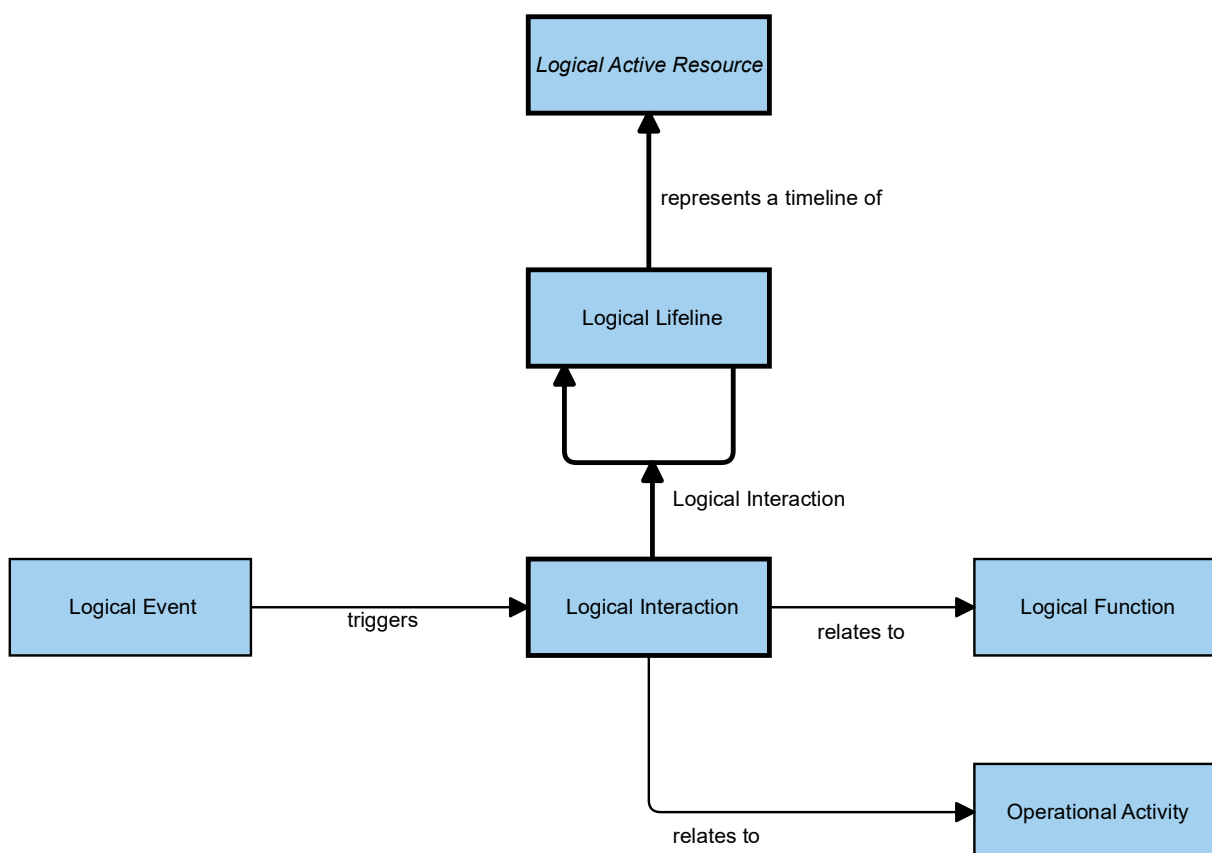 Logical Active Resource
represents a timeline of
Logical Lifeline
Logical Interaction
Logical Event
triggers
Logical Interaction
relates to
Logical Function
relates to
Operational Activity